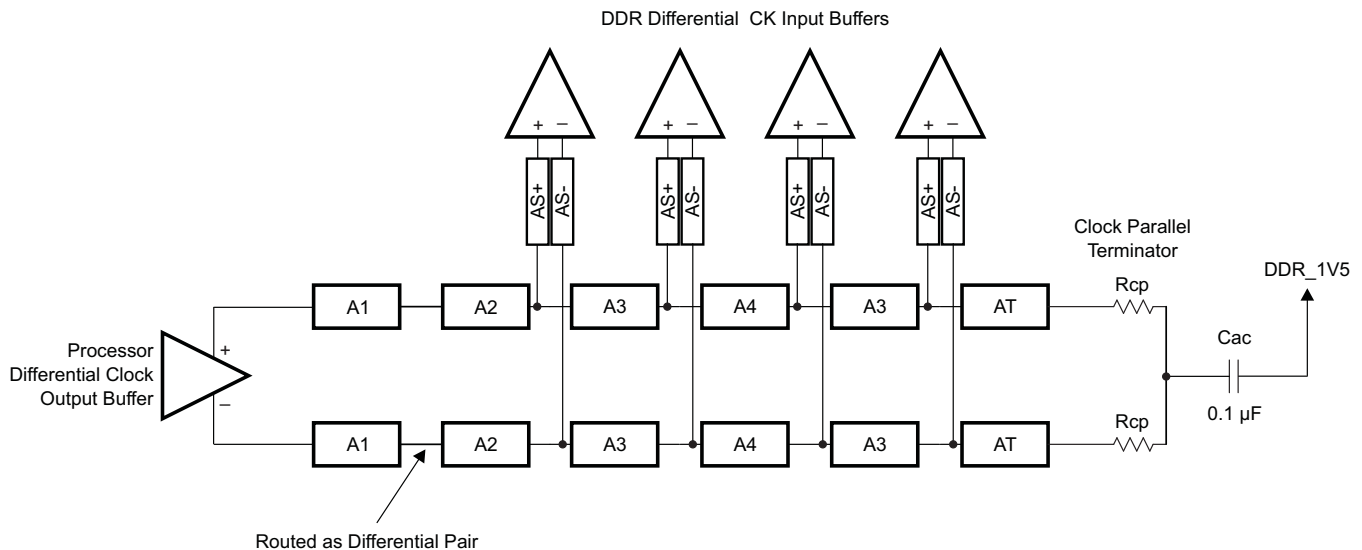 DDR Differential CK Input Buffers
+ –
+ –
+ –
+ –
AS+
AS-
AS+
AS-
AS+
AS-
AS+
AS-
Clock Parallel
Terminator
DDR_1V5
A1
A2
A3
A4
A3
AT
Rcp
Processor
Differential Clock
Output Buffer
+
–
Cac
0.1 µF
A1
A2
A3
A4
A3
AT
Rcp
Routed as Differential Pair